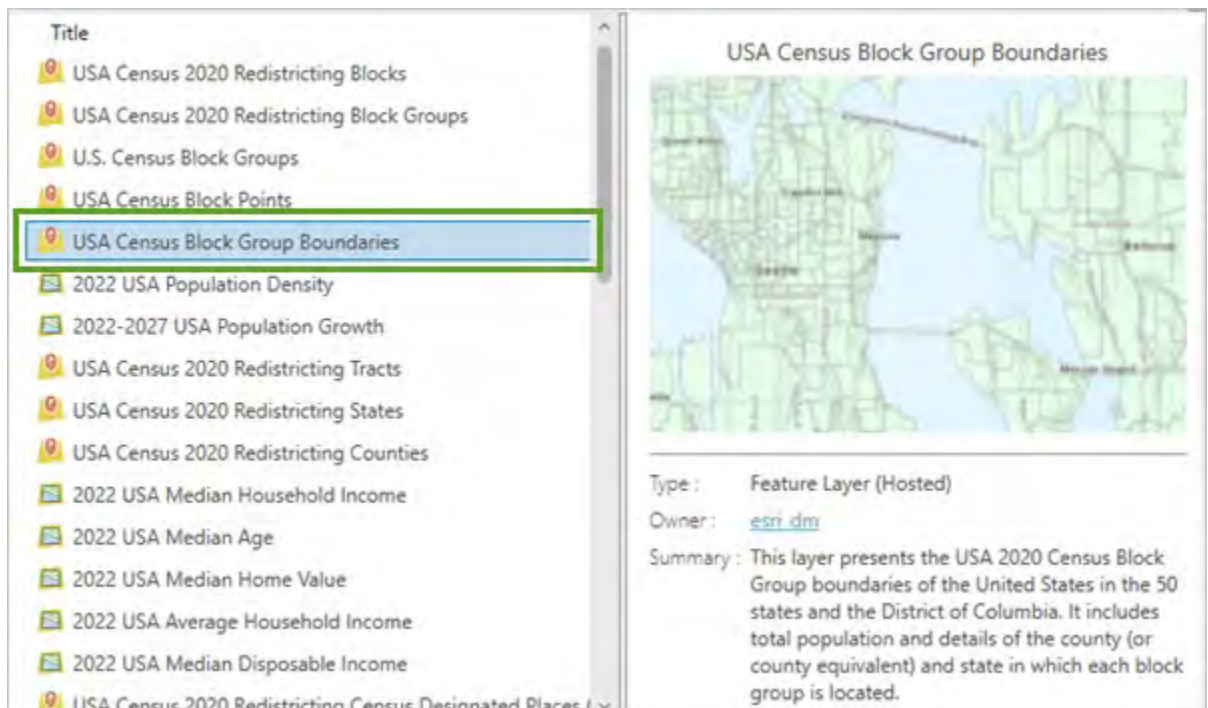 Title
USA Census 2020 Redistricting Blocks
USA Census 2020 Redistricting Block Groups
U.S. Census Block Groups
USA Census Block Points
USA Census Block Group Boundaries
2022 USA Population Density
2022-2027 USA Population Growth
USA Census 2020 Redistricting Tracts
USA Census 2020 Redistricting States
USA Census 2020 Redistricting Counties
2022 USA Median Household Income
2022 USA Median Age
2022 USA Median Home Value
2022 USA Average Household Income
2022 USA Median Disposable Income
USA Census 2020 Redistricting Census Designated Places (
USA Census Block Group Boundaries
Seattle
Bellevue
Type : Feature Layer (Hosted)
Owner : esri_dm
Summary : This layer presents the USA 2020 Census Block
Group boundaries of the United States in the 50
states and the District of Columbia. It includes
total population and details of the county (or
county equivalent) and state in which each block
group is located.